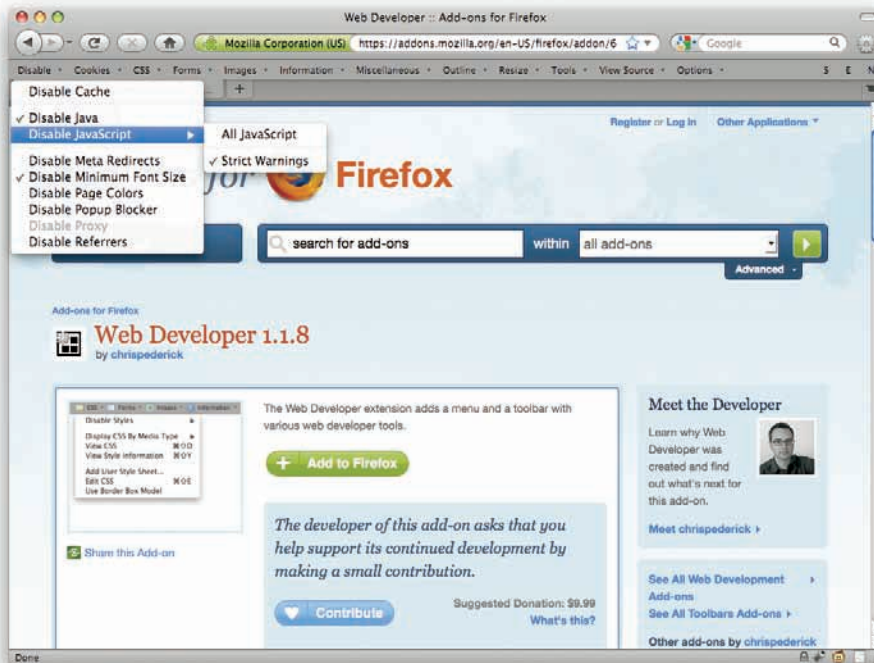 Web Developer :: Add-ons for Firefox
Mozilla Corporation (US) https://addons.mozilla.org/en-US/firefox/addon/6 Google
Disable Cookies CSS Forms Images Information Miscellaneous Outline Resize Tools View Source Options S E N
Disable Cache
✓ Disable Java
Disable JavaScript
All JavaScript
✓ Strict Warnings
Disable Meta Redirects
✓ Disable Minimum Font Size
Disable Page Colors
Disable Popup Blocker
Disable Proxy
Disable Referrers
Register or Log In Other Applications
for Firefox
search for add-ons within all add-ons
Advanced
Add-ons for Firefox
Web Developer 1.1.8
by chrispederick
CSS Forms Images Information
Disable Styles
Display CSS By Media Type
View CSS
View Style Information
Add User Style Sheet...
Edit CSS
Use Border Box Model
Share this Add-on
The Web Developer extension adds a menu and a toolbar with
various web developer tools.
Add to Firefox
The developer of this add-on asks that you
help support its continued development by
making a small contribution.
Contribute
Suggested Donation: $9.99
What's this?
Meet the Developer
Learn why Web
Developer was
created and find
out what's next for
this add-on.
Meet chrispederick
See All Web Development
Add-ons
See All Toolbars Add-ons
Other add-ons by chrispederick
Done